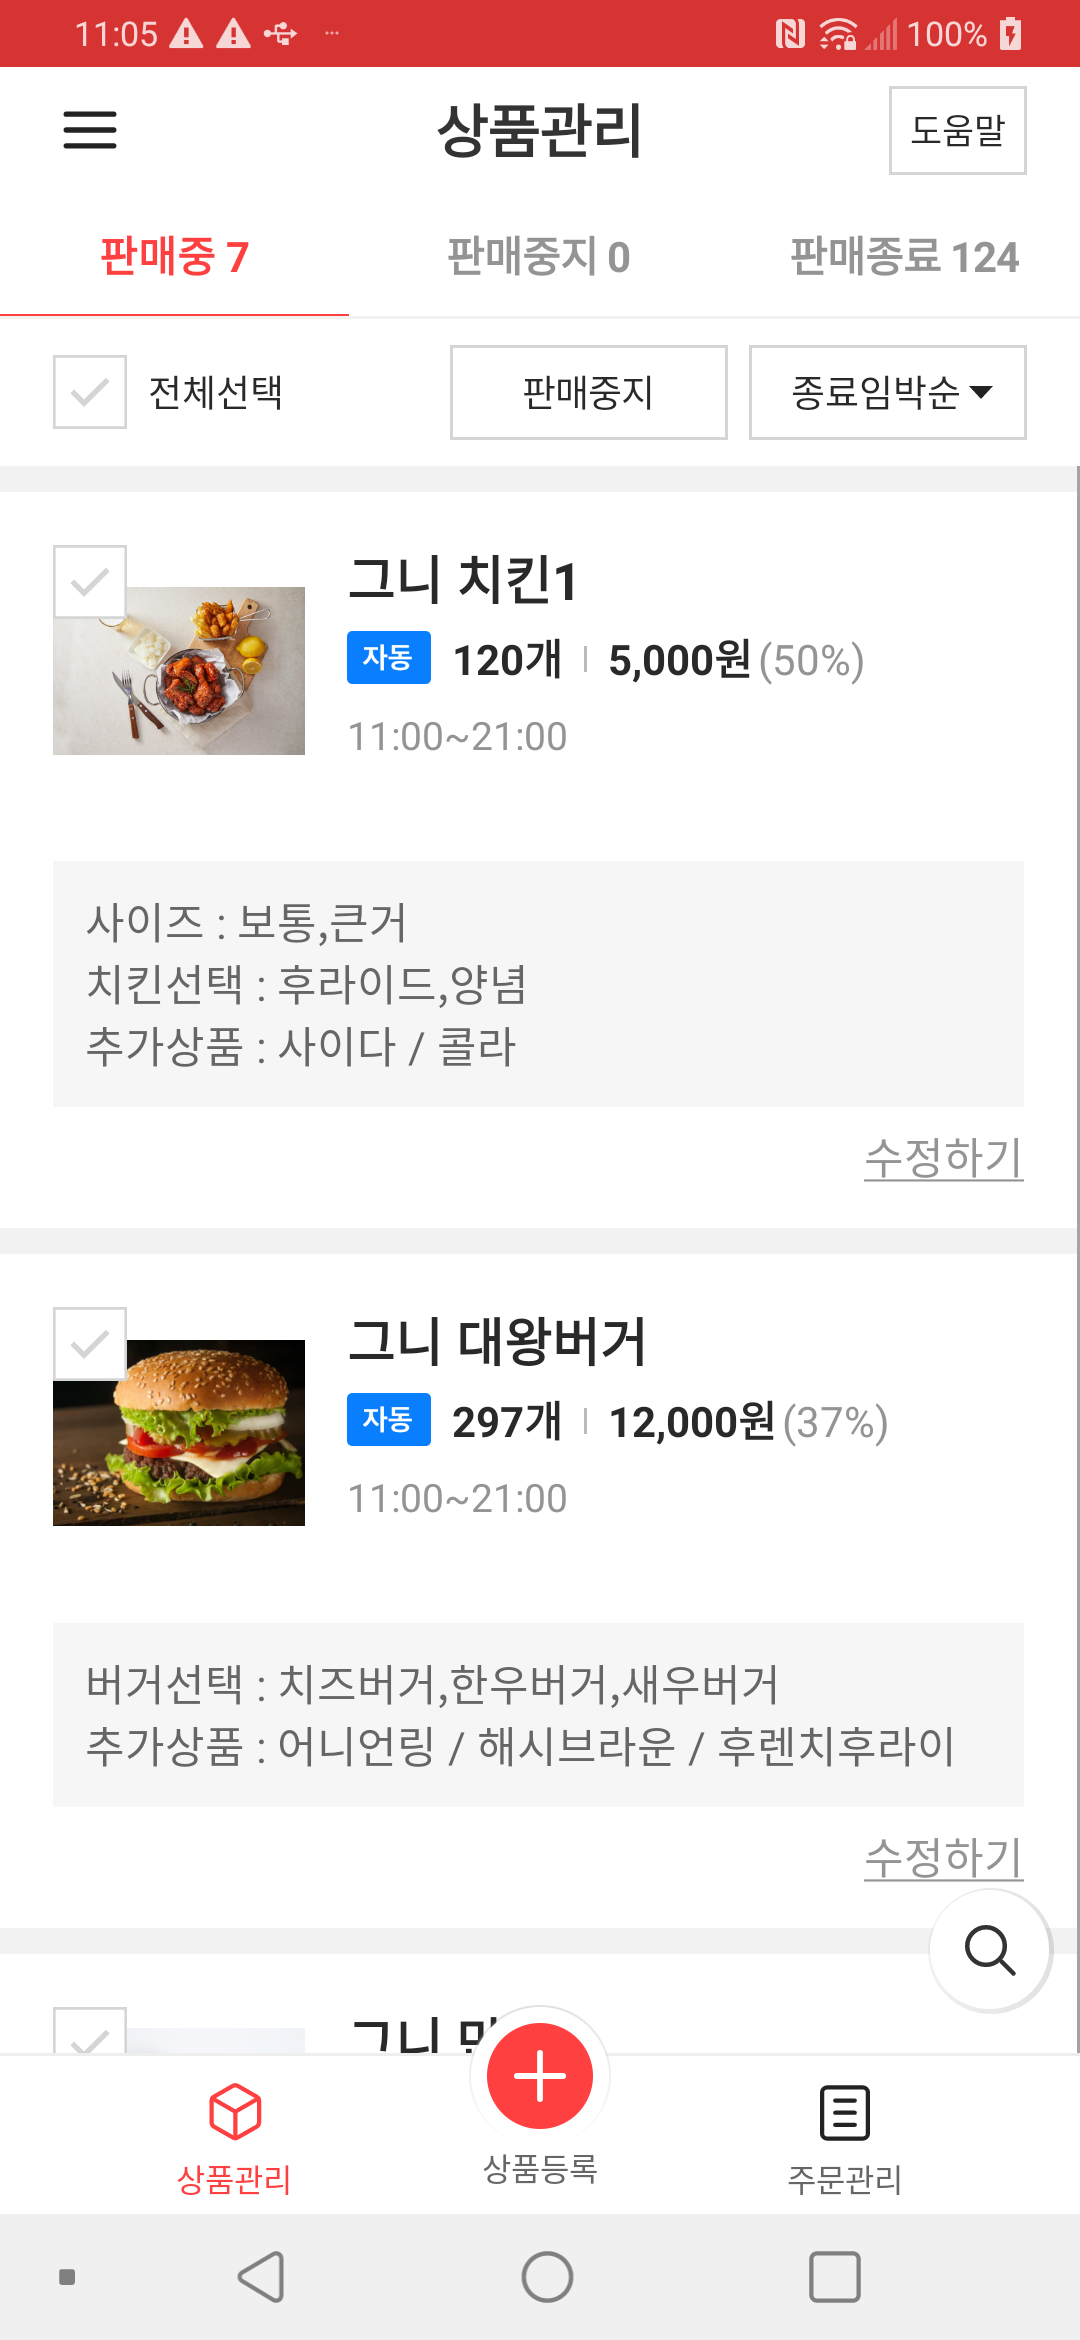 11:05
100%
상품관리
도움말
판매중 7
판매중지 0
판매종료 124
전체선택
판매중지
종료임박순
그니 치킨1
자동 120개 5,000원(50%)
11:00~21:00
사이즈 : 보통,큰거
치킨선택 : 후라이드,양념
추가상품 : 사이다 / 콜라
수정하기
그니 대왕버거
자동 297개 12,000원(37%)
11:00~21:00
버거선택 : 치즈버거,한우버거,새우버거
추가상품 : 어니언링 / 해시브라운 / 후렌치후라이
수정하기
그니
상품관리
상품등록
주문관리